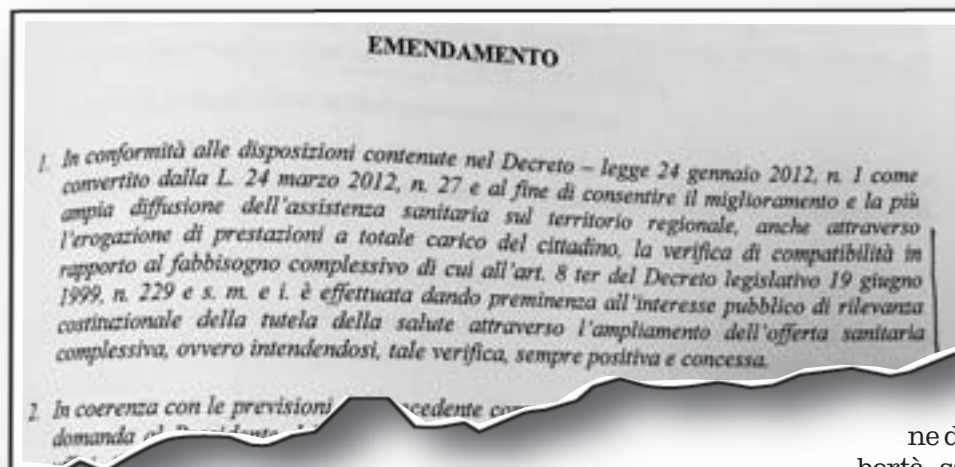 EMENDAMENTO
1. In conformità alle disposizioni contenute nel Decreto – legge 24 gennaio 2012, n. 1 come
convertito dalla L. 24 marzo 2012, n. 27 e al fine di consentire il miglioramento e la più
ampia diffusione dell'assistenza sanitaria sul territorio regionale, anche attraverso
l'erogazione di prestazioni a totale carico del cittadino, la verifica di compatibilità in
rapporto al fabbisogno complessivo di cui all'art. 8 ter del Decreto legislativo 19 giugno
1999, n. 229 e s. m. e i. è effettuata dando preminenza all'interesse pubblico di rilevanza
costituzionale della tutela della salute attraverso l'ampliamento dell'offerta sanitaria
complessiva, ovvero intendendosi, tale verifica, sempre positiva e concessa.
2. In coerenza con le previsioni
domanda
ne d
bertà